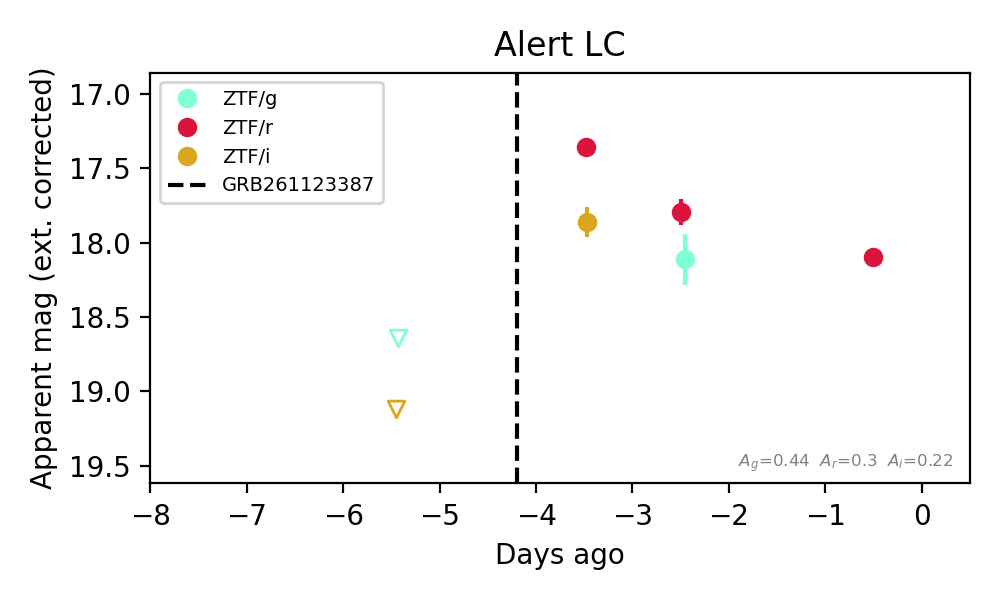 Alert LC
ZTF/g
ZTF/r
ZTF/i
GRB261123387
Apparent mag (ext. corrected)
17.0
17.5
18.0
18.5
19.0
19.5
A_g=0.44 A_r=0.3 A_i=0.22
−8 −7 −6 −5 −4 −3 −2 −1 0
Days ago